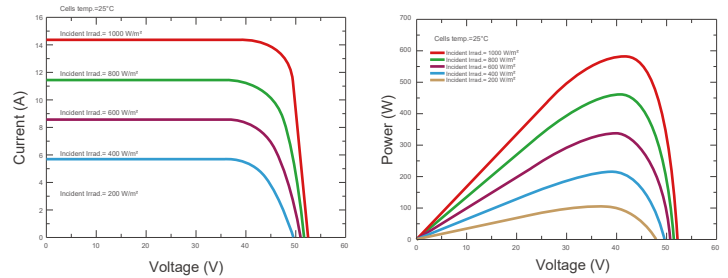 Cells temp.=25°C
Incident Irrad.= 1000 W/m²
Incident Irrad.= 800 W/m²
Incident Irrad.= 600 W/m²
Incident Irrad.= 400 W/m²
Incident Irrad.= 200 W/m²
Current (A)
16
14
12
10
8
6
4
2
0
0 10 20 30 40 50 60
Voltage (V)
Cells temp.=25°C
Incident Irrad.= 1000 W/m²
Incident Irrad.= 800 W/m²
Incident Irrad.= 600 W/m²
Incident Irrad.= 400 W/m²
Incident Irrad.= 200 W/m²
Power (W)
700
600
500
400
300
200
100
0
0 10 20 30 40 50 60
Voltage (V)